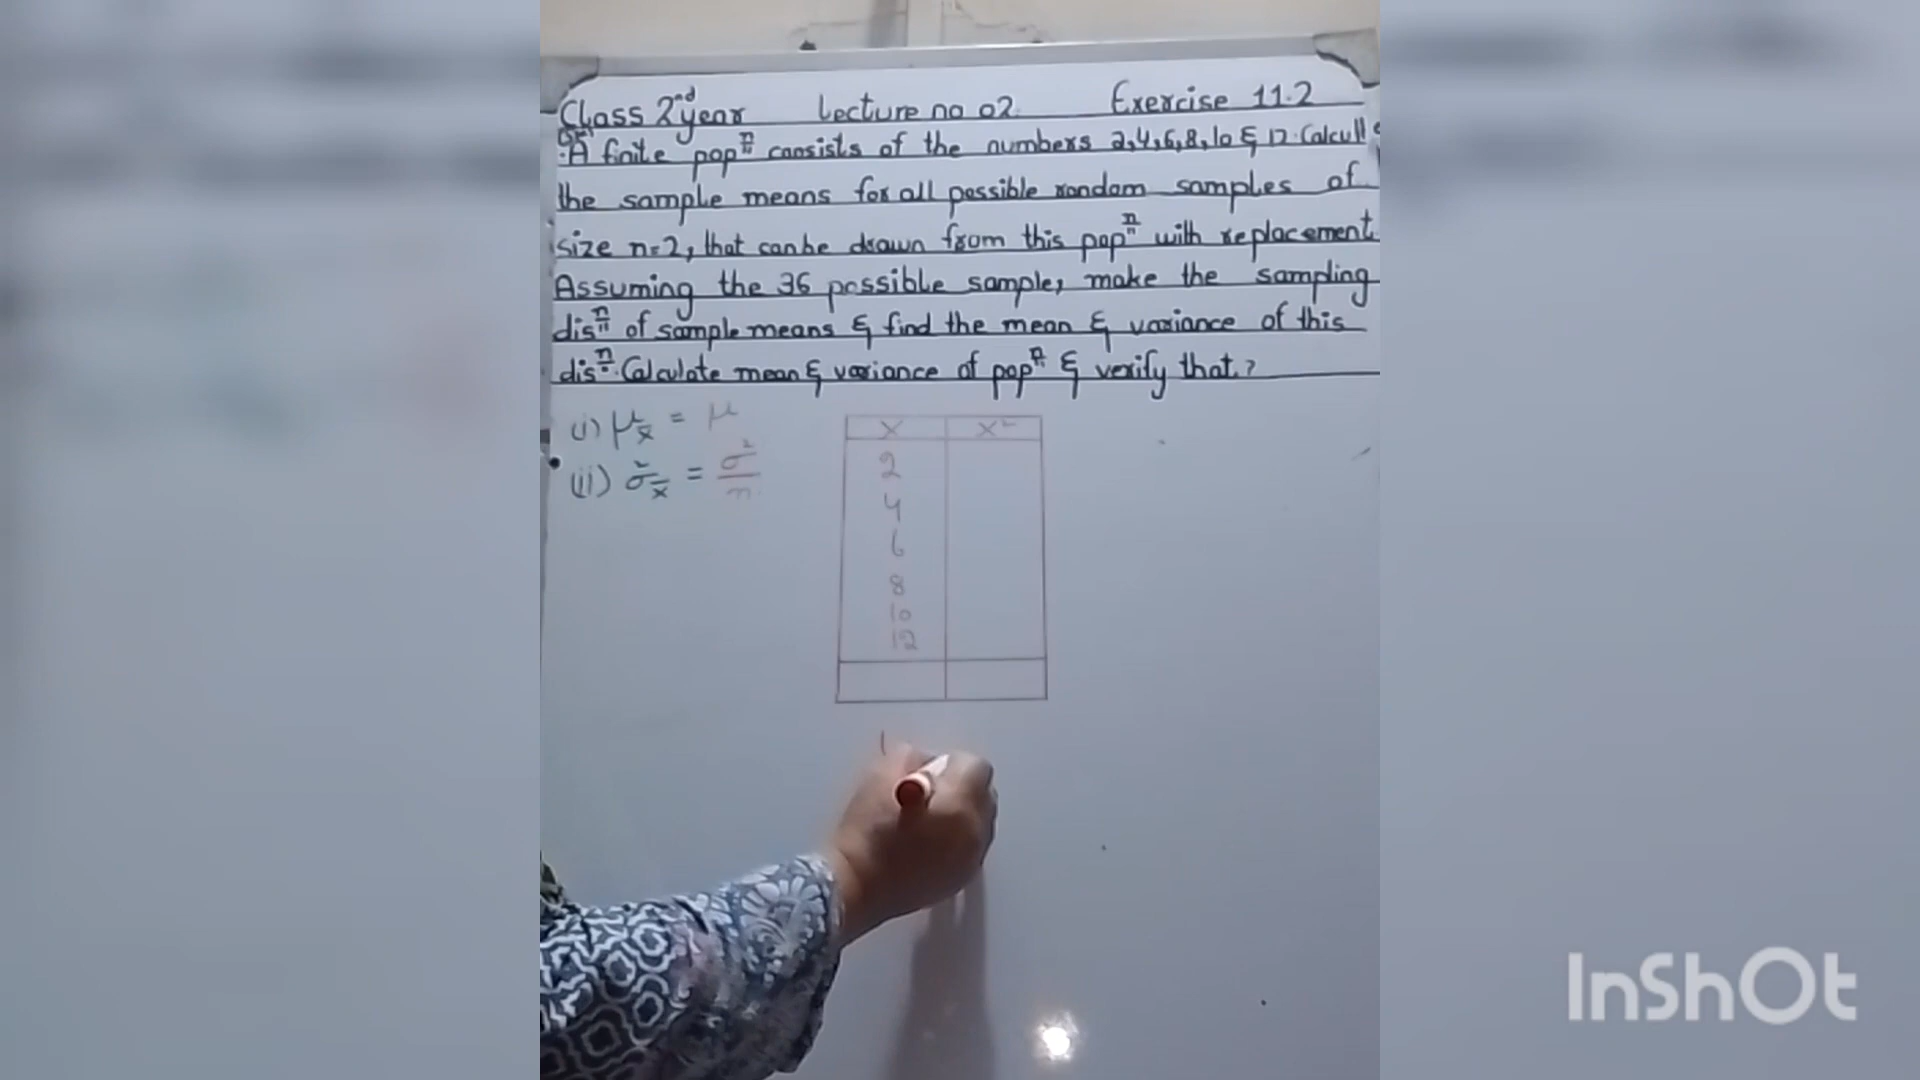 Class 2nd year Lecture no 02. Exercise 11.2
A finite popⁿ consists of the numbers 2,4,6,8,10 & 12. Calcul
the sample means for all possible random samples of
size n=2, that can be drawn from this popⁿ with replacement
Assuming the 36 possible samples, make the sampling
disⁿ of sample means & find the mean & variance of this
disⁿ. Calculate mean & variance of popⁿ & verify that?
(i) μx̄ = μ
(ii) σ²x̄ = σ²/n
X X²
2
4
6
8
10
12
InShOt